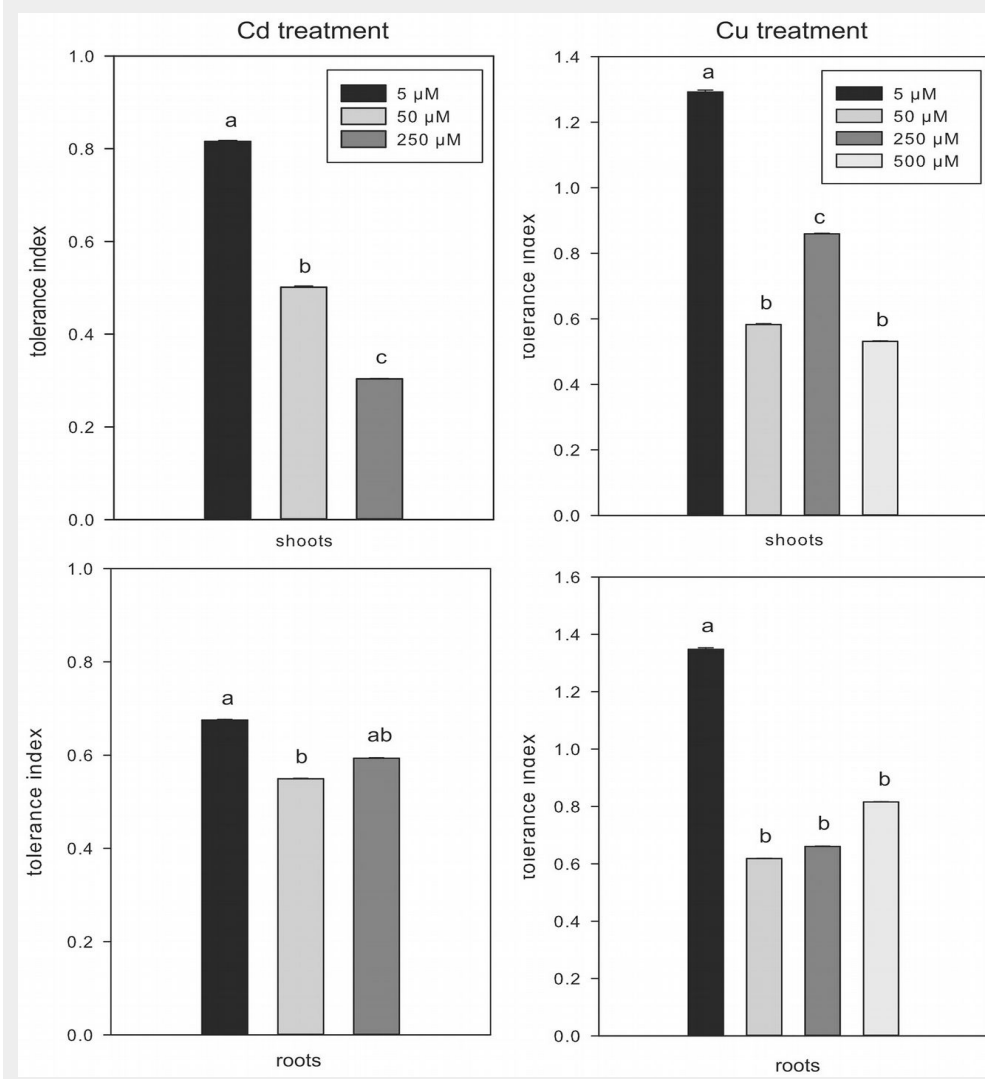 Cd treatment
1.0
0.8
0.6
0.4
0.2
0.0
tolerance index
5 µM
50 µM
250 µM
a
b
c
shoots
Cu treatment
1.4
1.2
1.0
0.8
0.6
0.4
0.2
0.0
tolerance index
5 µM
50 µM
250 µM
500 µM
a
b
c
b
shoots
1.0
0.8
0.6
0.4
0.2
0.0
tolerance index
a
b
ab
roots
1.6
1.4
1.2
1.0
0.8
0.6
0.4
0.2
0.0
tolerance index
a
b
b
b
roots